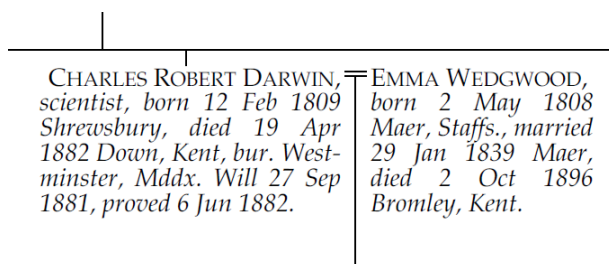 CHARLES ROBERT DARWIN,
scientist, born 12 Feb 1809
Shrewsbury, died 19 Apr
1882 Down, Kent, bur. West-
minster, Mddx. Will 27 Sep
1881, proved 6 Jun 1882.
EMMA WEDGWOOD,
born 2 May 1808
Maer, Staffs., married
29 Jan 1839 Maer,
died 2 Oct 1896
Bromley, Kent.